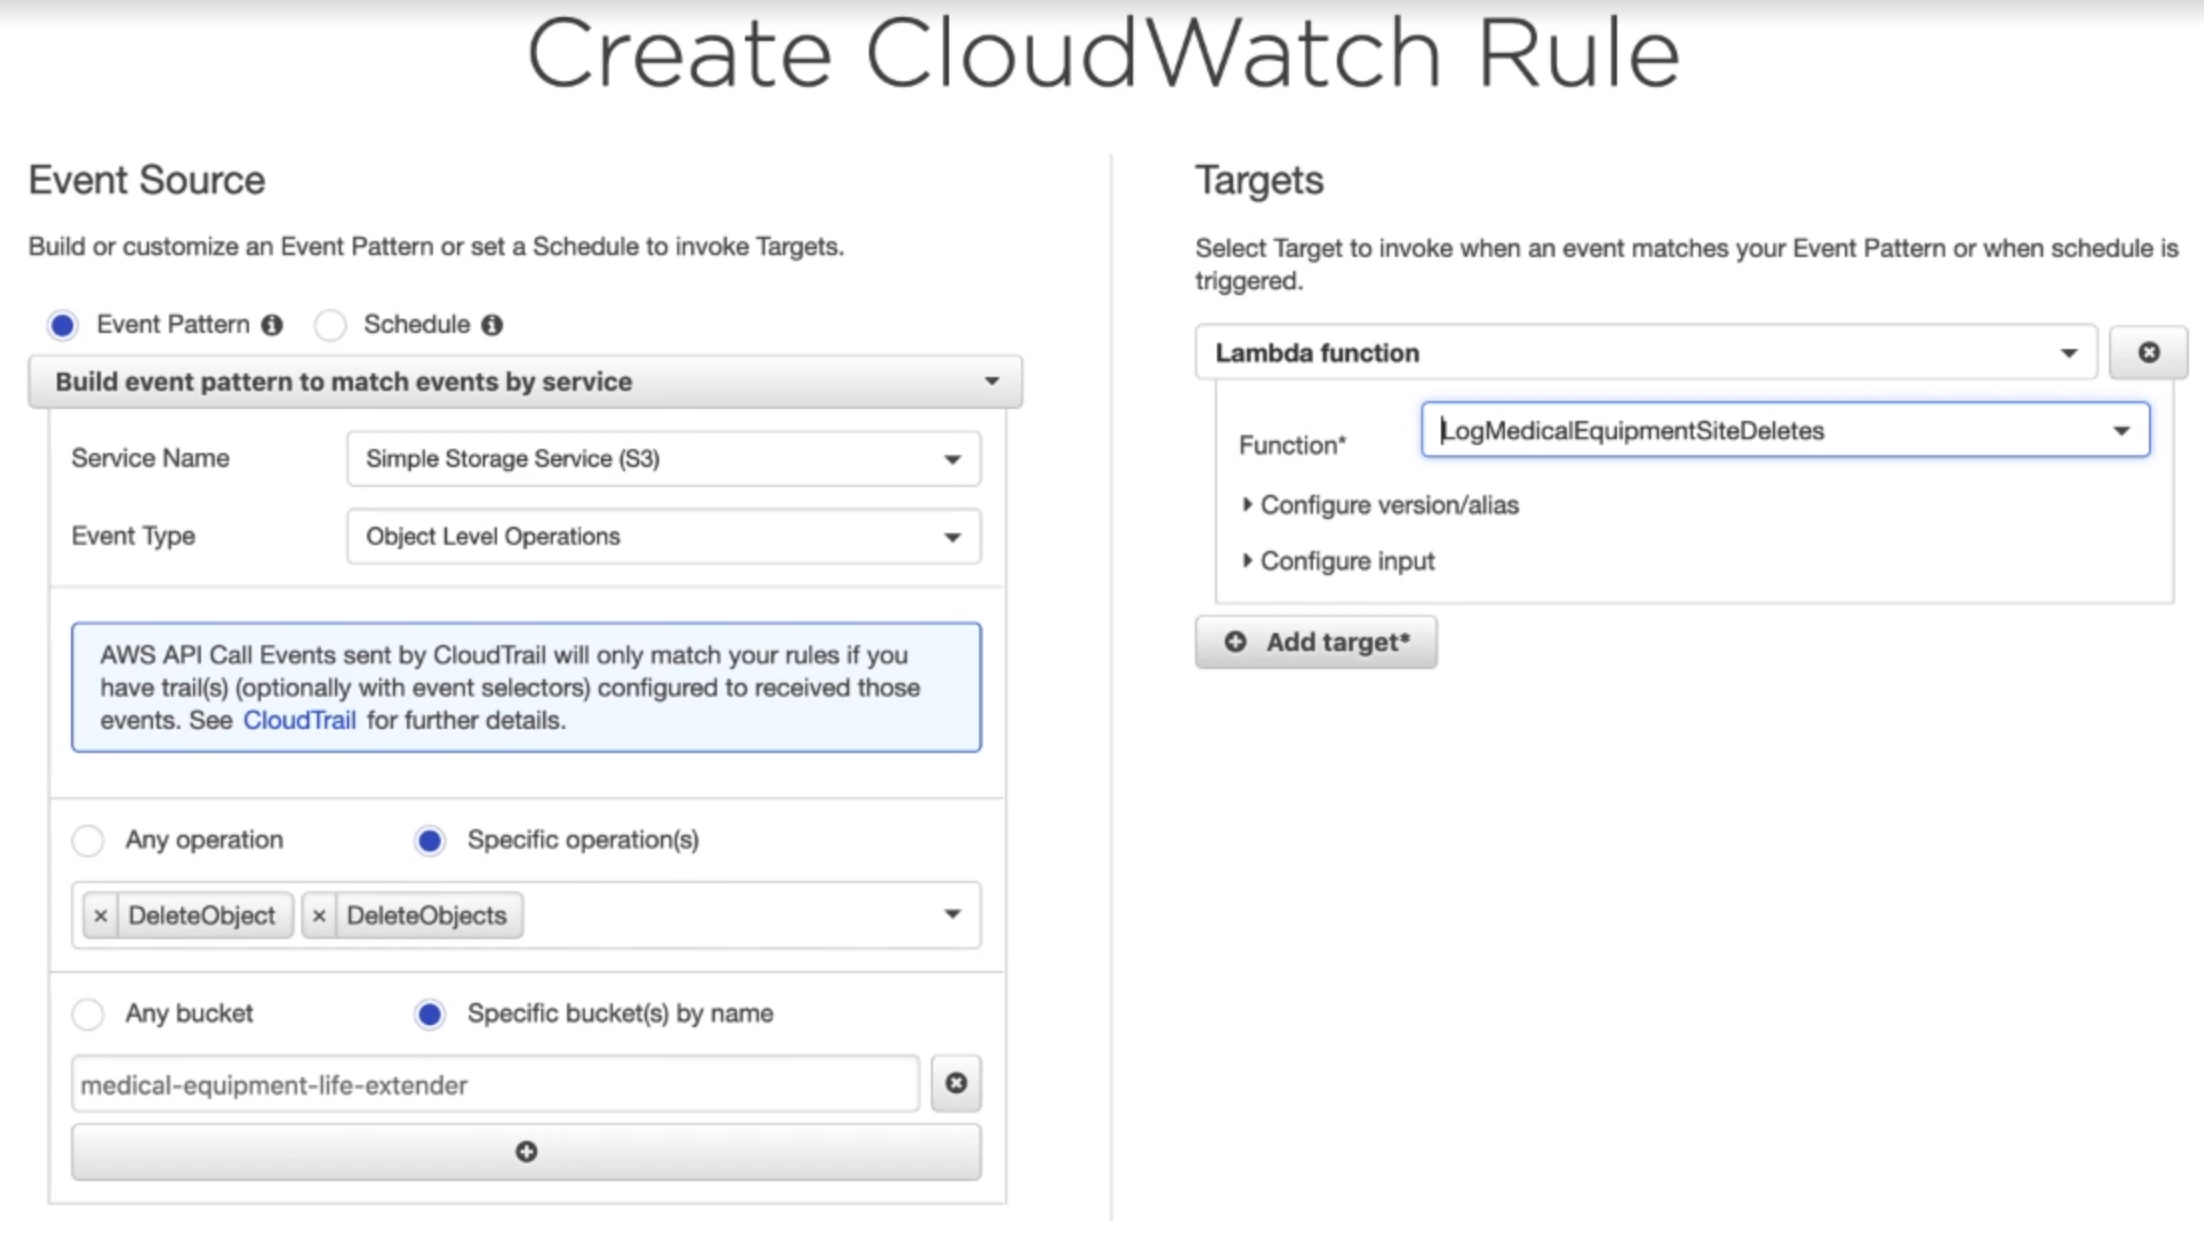 Create CloudWatch Rule
Event Source
Build or customize an Event Pattern or set a Schedule to invoke Targets.
Event Pattern
Schedule
Build event pattern to match events by service
Service Name
Simple Storage Service (S3)
Event Type
Object Level Operations
AWS API Call Events sent by CloudTrail will only match your rules if you
have trail(s) (optionally with event selectors) configured to received those
events. See CloudTrail for further details.
Any operation
Specific operation(s)
× DeleteObject × DeleteObjects
Any bucket
Specific bucket(s) by name
medical-equipment-life-extender
Targets
Select Target to invoke when an event matches your Event Pattern or when schedule is
triggered.
Lambda function
Function*
LogMedicalEquipmentSiteDeletes
Configure version/alias
Configure input
Add target*